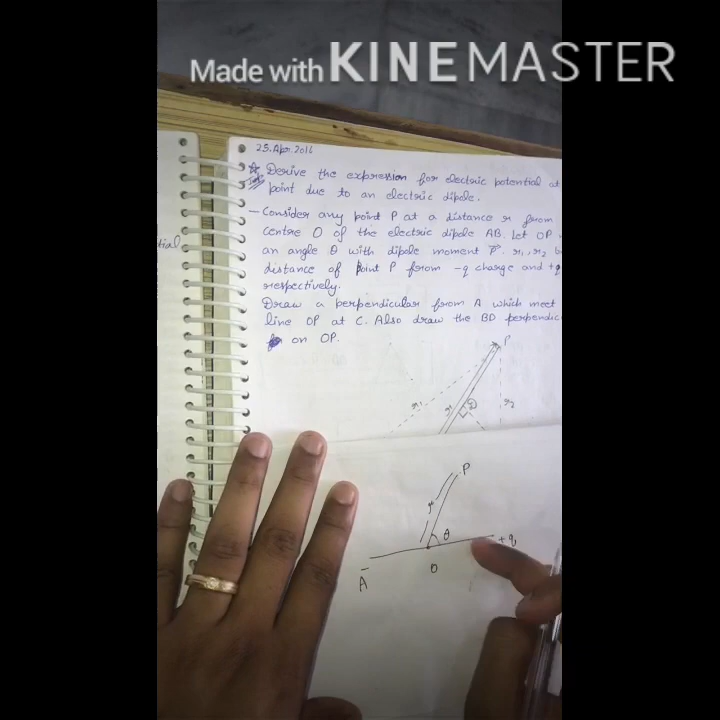 Made with KINEMASTER
25.Apr.2016
Derive the expression for electric potential at
point due to an electric dipole.
- Consider any point P at a distance r from
centre O of the electric dipole AB. Let OP
an angle θ with dipole moment P. r1, r2 b
distance of point P from -q charge and +q
respectively.
Draw a perpendicular from A which meet
line OP at C. Also draw the BD perpendic
on OP.
P
r1
r
D
r2
P
r
θ
+q
O
A